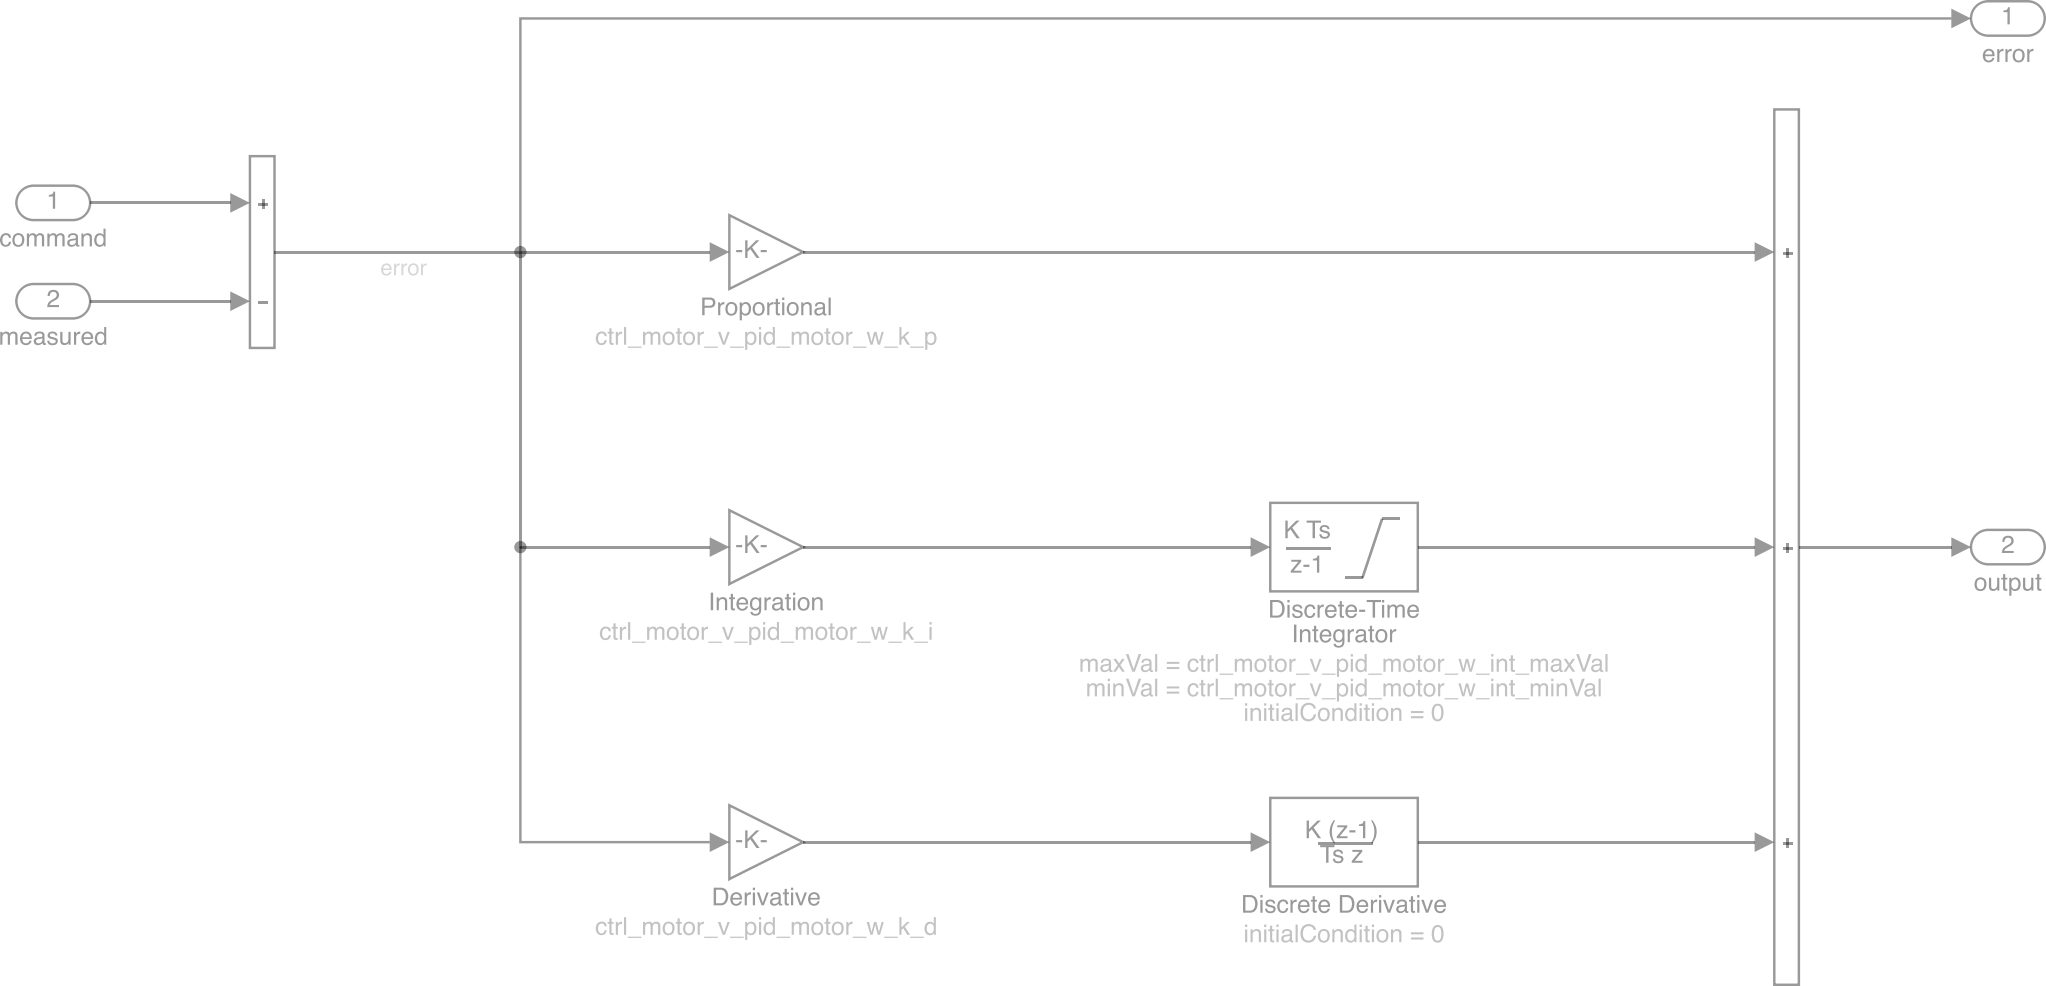 1
error
1
+
command
error
2
−
measured
-K-
+
Proportional
ctrl_motor_v_pid_motor_w_k_p
-K-
K Ts
z-1
+
2
output
Integration
ctrl_motor_v_pid_motor_w_k_i
Discrete-Time
Integrator
maxVal = ctrl_motor_v_pid_motor_w_int_maxVal
minVal = ctrl_motor_v_pid_motor_w_int_minVal
initialCondition = 0
-K-
K (z-1)
Ts z
+
Derivative
ctrl_motor_v_pid_motor_w_k_d
Discrete Derivative
initialCondition = 0